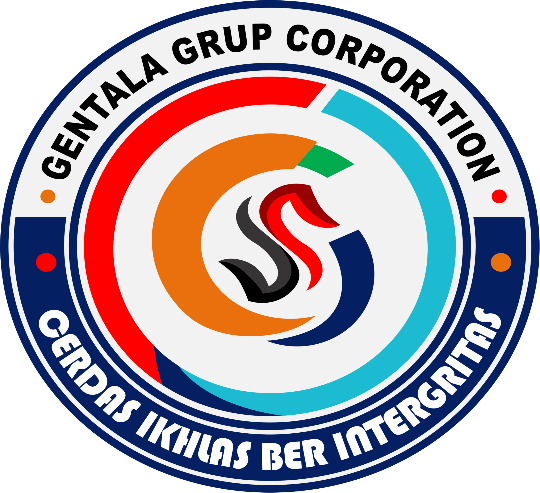 GENTALA GRUP CORPORATION
CERDAS IKHLAS BER INTERGRITAS